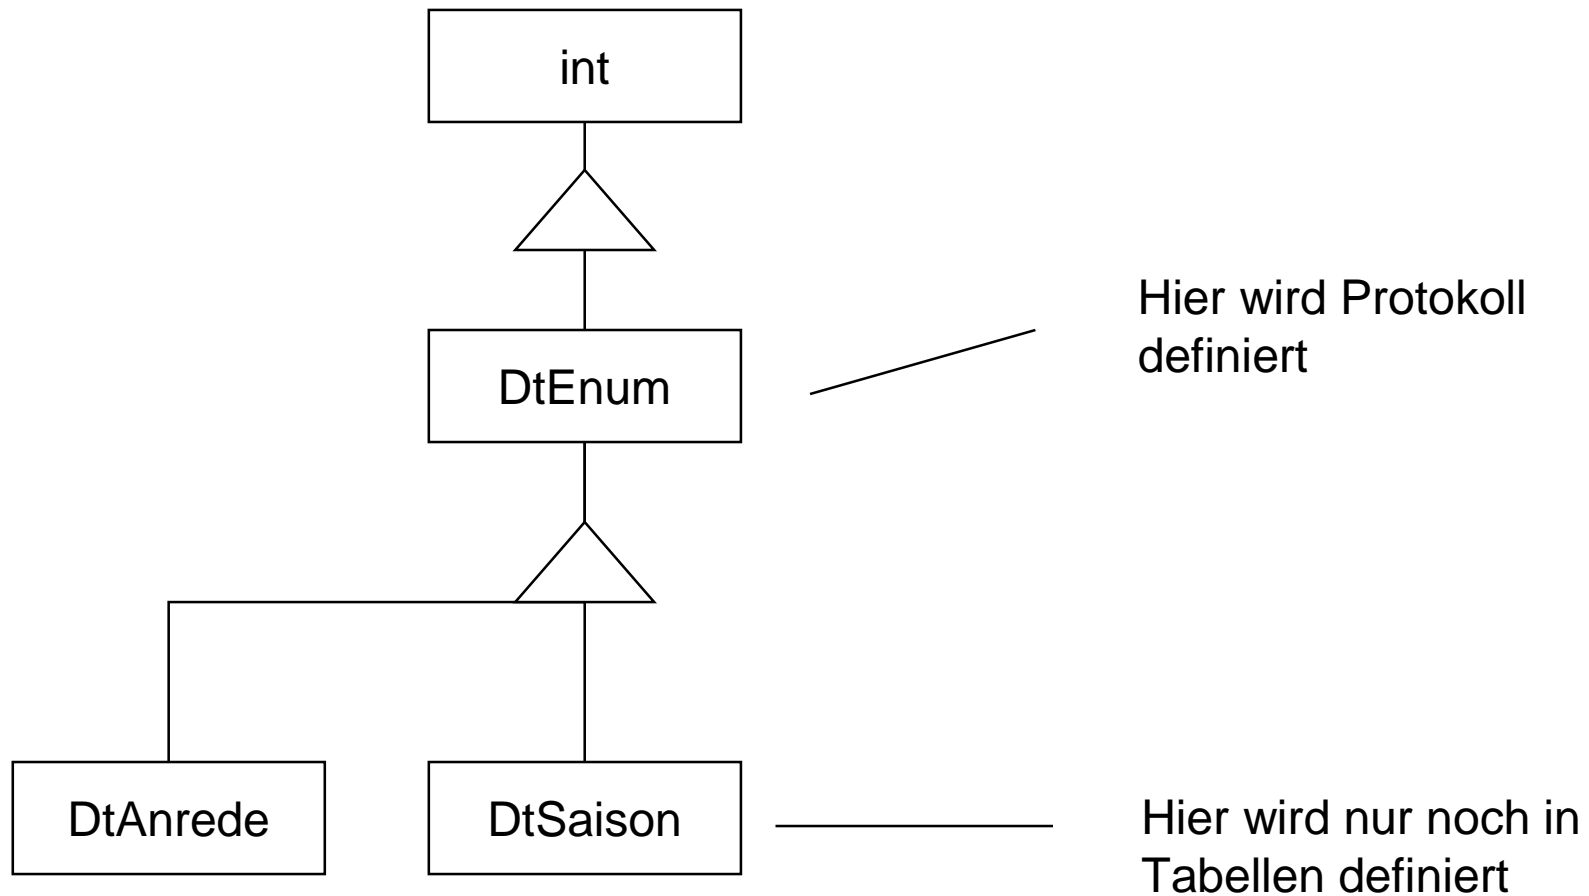 int
Hier wird Protokoll
definiert
DtEnum
DtAnrede
DtSaison
Hier wird nur noch in
Tabellen definiert